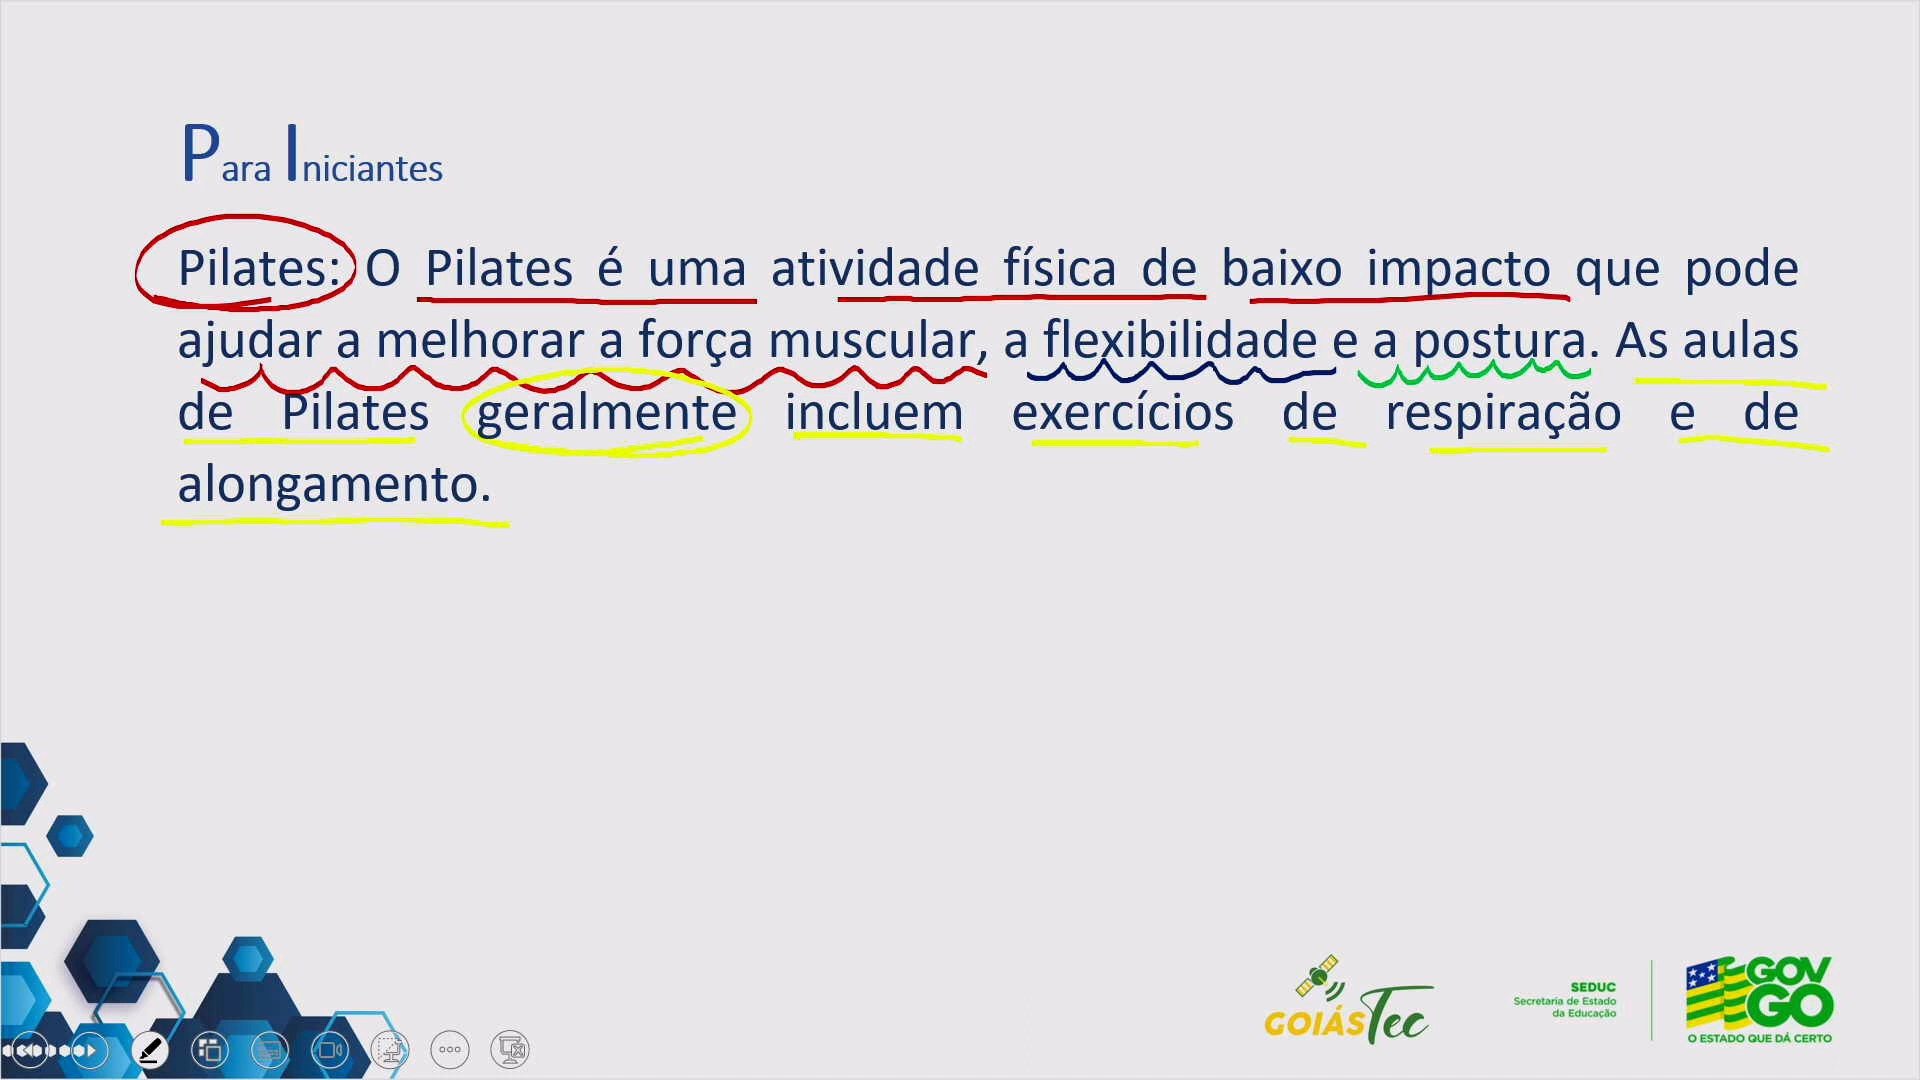 Para Iniciantes
Pilates: O Pilates é uma atividade física de baixo impacto que pode
ajudar a melhorar a força muscular, a flexibilidade e a postura. As aulas
de Pilates geralmente incluem exercícios de respiração e de
alongamento.
GOIÁSTec
SEDUC
Secretaria de Estado
da Educação
GOV
GO
O ESTADO QUE DÁ CERTO